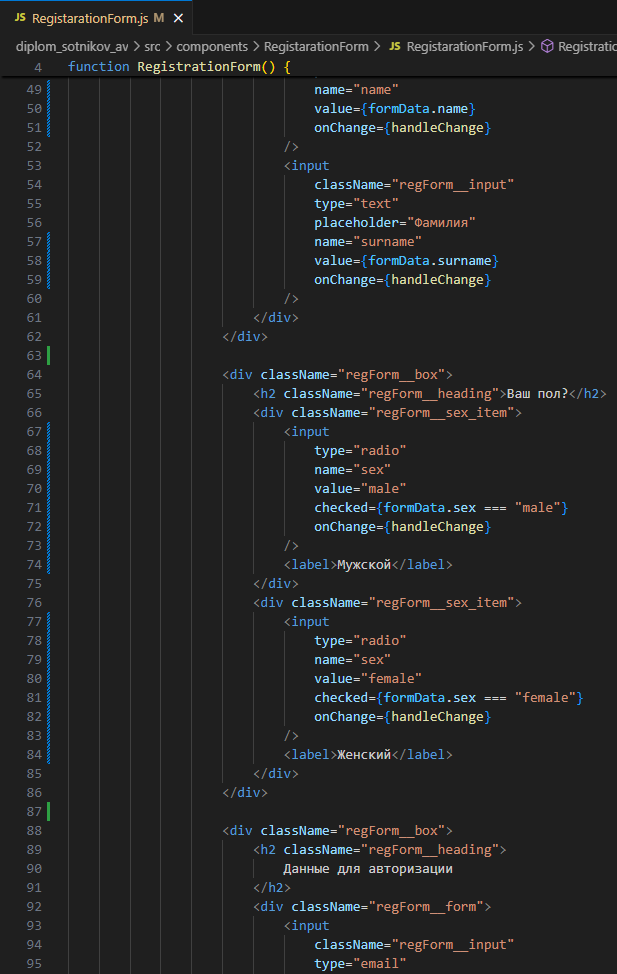 JS RegistarationForm.js M ×
diplom_sotnikov_av > src > components > RegistarationForm > JS RegistarationForm.js > Registratio
4 function RegistrationForm() {
49 name="name"
50 value={formData.name}
51 onChange={handleChange}
52 />
53 <input
54 className="regForm__input"
55 type="text"
56 placeholder="Фамилия"
57 name="surname"
58 value={formData.surname}
59 onChange={handleChange}
60 />
61 </div>
62 </div>
63
64 <div className="regForm__box">
65 <h2 className="regForm__heading">Ваш пол?</h2>
66 <div className="regForm__sex_item">
67 <input
68 type="radio"
69 name="sex"
70 value="male"
71 checked={formData.sex === "male"}
72 onChange={handleChange}
73 />
74 <label>Мужской</label>
75 </div>
76 <div className="regForm__sex_item">
77 <input
78 type="radio"
79 name="sex"
80 value="female"
81 checked={formData.sex === "female"}
82 onChange={handleChange}
83 />
84 <label>Женский</label>
85 </div>
86 </div>
87
88 <div className="regForm__box">
89 <h2 className="regForm__heading">
90 Данные для авторизации
91 </h2>
92 <div className="regForm__form">
93 <input
94 className="regForm__input"
95 type="email"